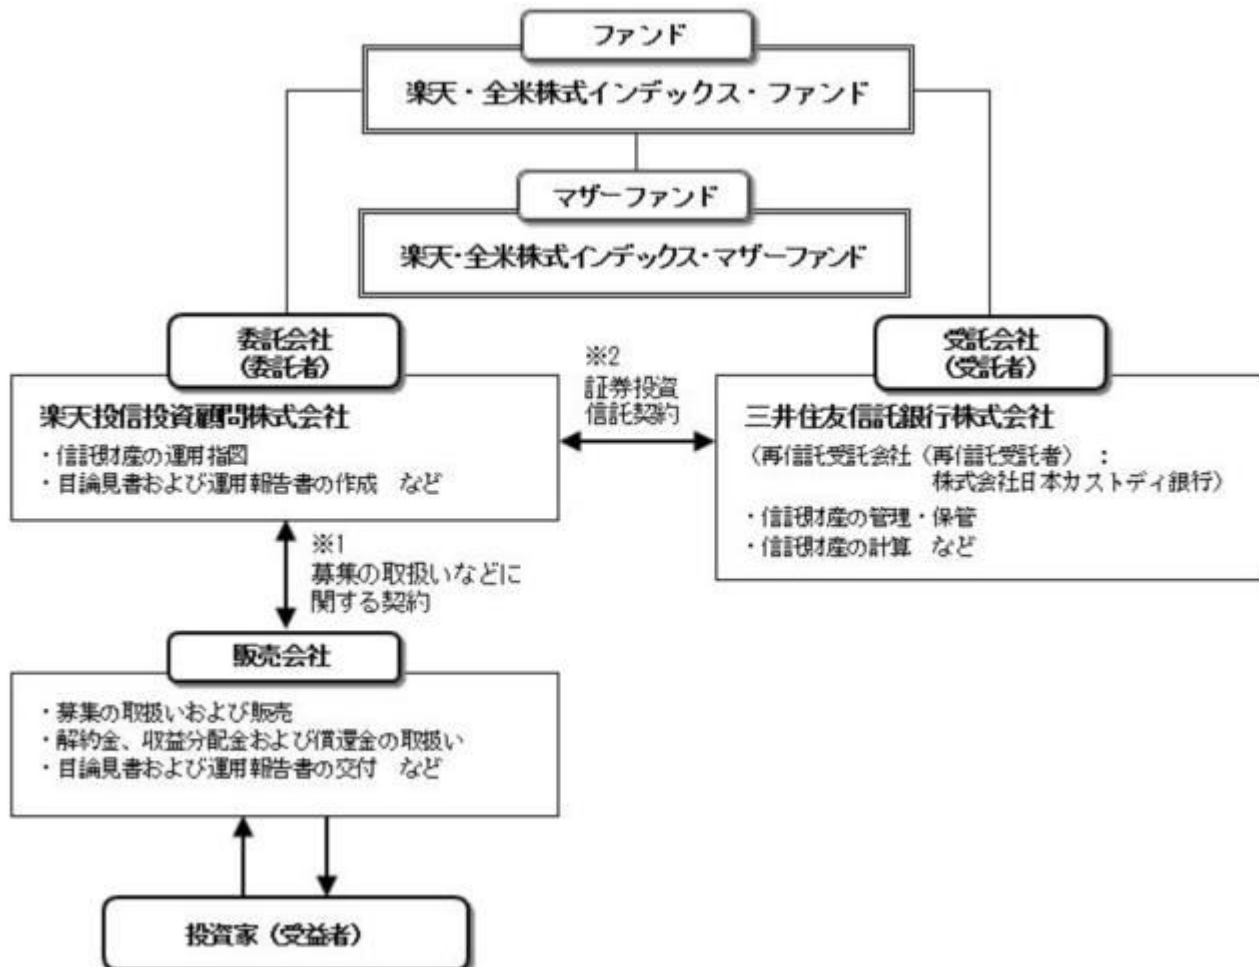 ファンド
楽天・全米株式インデックス・ファンド
マザーファンド
楽天・全米株式インデックス・マザーファンド
委託会社
(委託者)
楽天投信投資顧問株式会社
・信託財産の運用指図
・目論見書および運用報告書の作成　など
※2
証券投資
信託契約
受託会社
(受託者)
三井住友信託銀行株式会社
（再信託受託会社（再信託受託者）　：
株式会社日本カストディ銀行）
・信託財産の管理・保管
・信託財産の計算　など
※1
募集の取扱いなどに
関する契約
販売会社
・募集の取扱いおよび販売
・解約金、収益分配金および償還金の取扱い
・目論見書および運用報告書の交付　など
投資家（受益者）